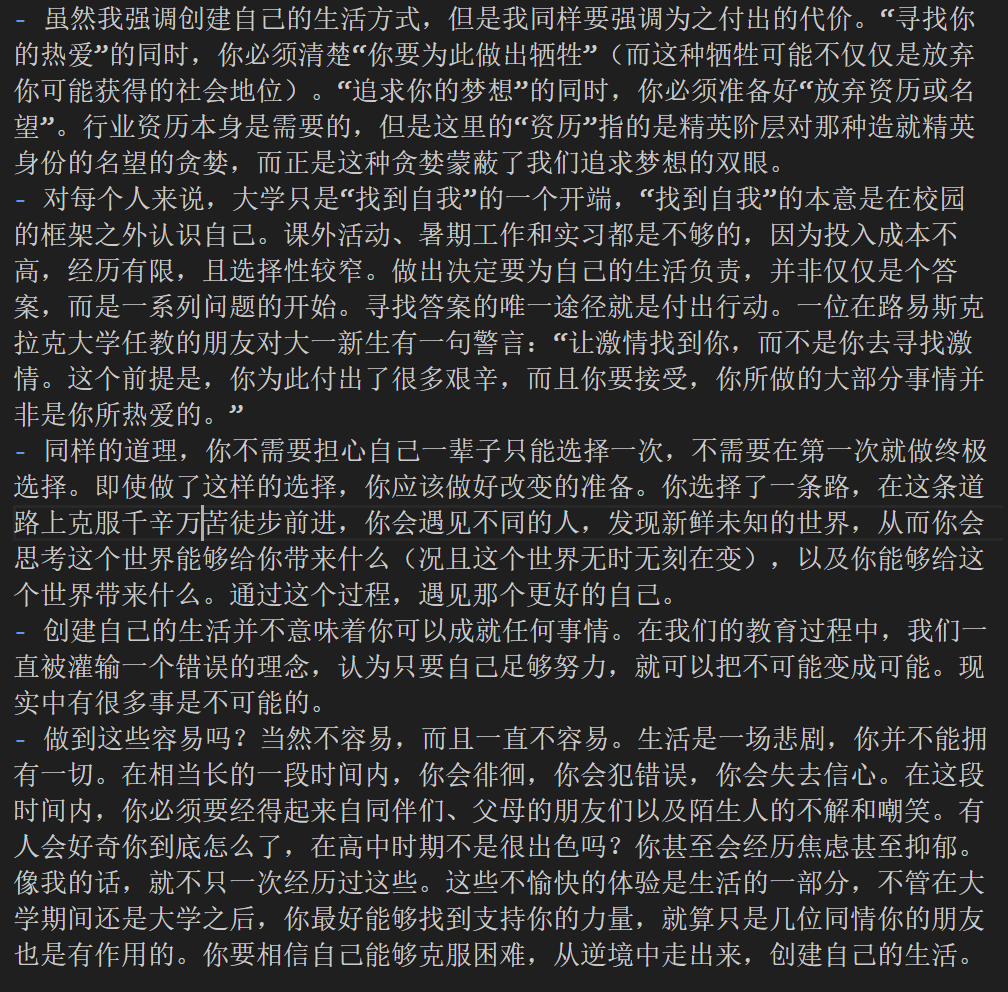 - 虽然我强调创建自己的生活方式，但是我同样要强调为之付出的代价。“寻找你
的热爱”的同时，你必须清楚“你要为此做出牺牲”（而这种牺牲可能不仅仅是放弃
你可能获得的社会地位）。“追求你的梦想”的同时，你必须准备好“放弃资历或名
望”。行业资历本身是需要的，但是这里的“资历”指的是精英阶层对那种造就精英
身份的名望的贪婪，而正是这种贪婪蒙蔽了我们追求梦想的双眼。
- 对每个人来说，大学只是“找到自我”的一个开端，“找到自我”的本意是在校园
的框架之外认识自己。课外活动、暑期工作和实习都是不够的，因为投入成本不
高，经历有限，且选择性较窄。做出决定要为自己的生活负责，并非仅仅是个答
案，而是一系列问题的开始。寻找答案的唯一途径就是付出行动。一位在路易斯克
拉克大学任教的朋友对大一新生有一句警言：“让激情找到你，而不是你去寻找激
情。这个前提是，你为此付出了很多艰辛，而且你要接受，你所做的大部分事情并
非是你所热爱的。”
- 同样的道理，你不需要担心自己一辈子只能选择一次，不需要在第一次就做终极
选择。即使做了这样的选择，你应该做好改变的准备。你选择了一条路，在这条道
路上克服千辛万苦徒步前进，你会遇见不同的人，发现新鲜未知的世界，从而你会
思考这个世界能够给你带来什么（况且这个世界无时无刻在变），以及你能够给这
个世界带来什么。通过这个过程，遇见那个更好的自己。
- 创建自己的生活并不意味着你可以成就任何事情。在我们的教育过程中，我们一
直被灌输一个错误的理念，认为只要自己足够努力，就可以把不可能变成可能。现
实中有很多事是不可能的。
- 做到这些容易吗？当然不容易，而且一直不容易。生活是一场悲剧，你并不能拥
有一切。在相当长的一段时间内，你会徘徊，你会犯错误，你会失去信心。在这段
时间内，你必须要经得起来自同伴们、父母的朋友们以及陌生人的不解和嘲笑。有
人会好奇你到底怎么了，在高中时期不是很出色吗？你甚至会经历焦虑甚至抑郁。
像我的话，就不只一次经历过这些。这些不愉快的体验是生活的一部分，不管在大
学期间还是大学之后，你最好能够找到支持你的力量，就算只是几位同情你的朋友
也是有作用的。你要相信自己能够克服困难，从逆境中走出来，创建自己的生活。